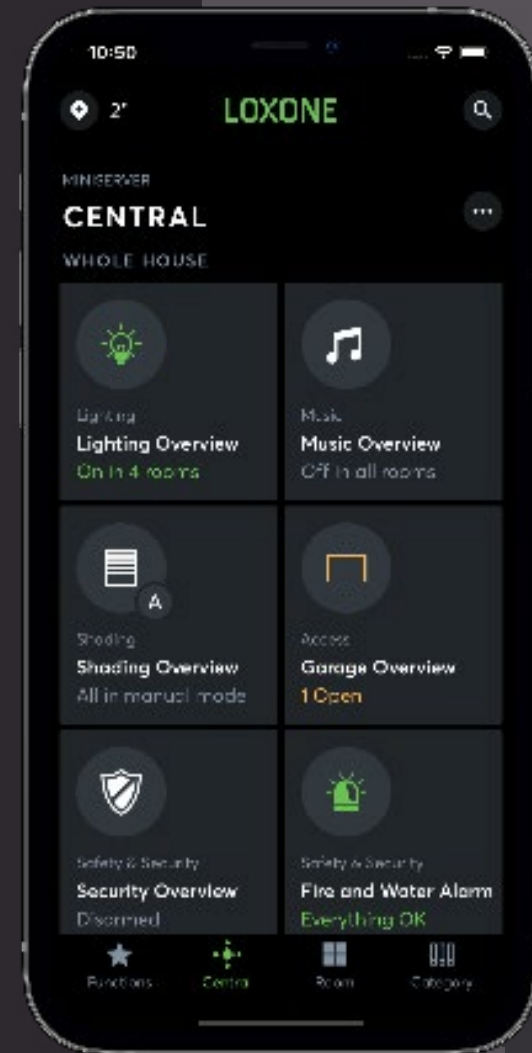 10:50
2°
LOXONE
MINISERVER
CENTRAL
WHOLE HOUSE
Lighting
Lighting Overview
On in 4 rooms
Music
Music Overview
Off in all rooms
Shading
A
Shading Overview
All in manual mode
Access
Garage Overview
1 Open
Safety & Security
Security Overview
Disarmed
Safety & Security
Fire and Water Alarm
Everything OK
Functions
Central
Room
Category